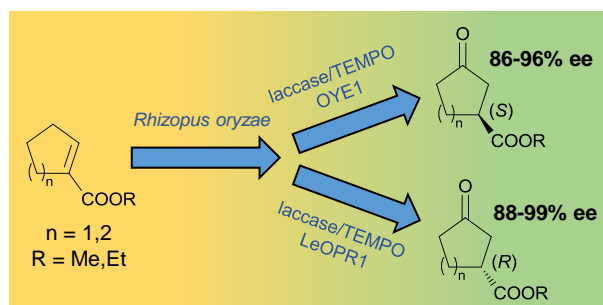 ( )n
COOR
n = 1,2
R = Me,Et
Rhizopus oryzae
laccase/TEMPO
OYE1
laccase/TEMPO
LeOPR1
86-96% ee
O
( )n
(S)
COOR
88-99% ee
O
( )n
(R)
COOR